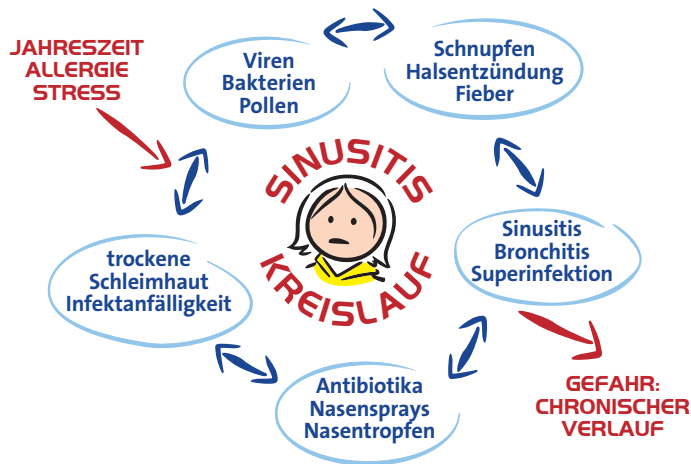 JAHRESZEIT
ALLERGIE
STRESS
Viren
Bakterien
Pollen
Schnupfen
Halsentzündung
Fieber
SINUSITIS
KREISLAUF
trockene
Schleimhaut
Infektanfälligkeit
Sinusitis
Bronchitis
Superinfektion
Antibiotika
Nasensprays
Nasentropfen
GEFAHR:
CHRONISCHER
VERLAUF